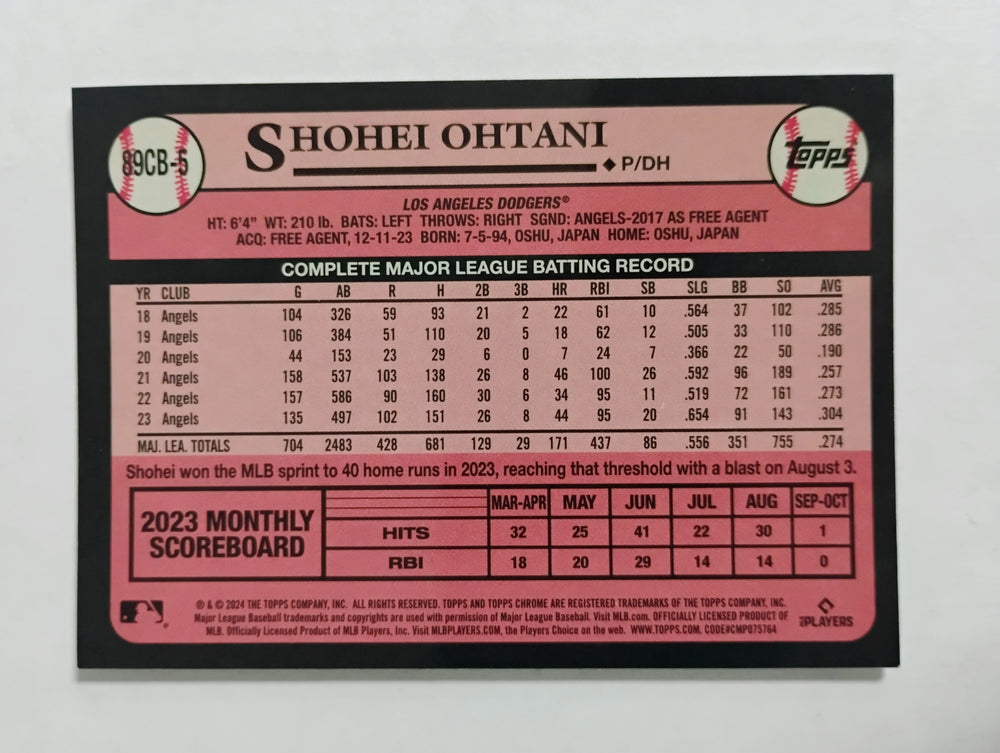 89CB-5
SHOHEI OHTANI
P/DH
Topps
LOS ANGELES DODGERS®
HT: 6'4" WT: 210 lb. BATS: LEFT THROWS: RIGHT SGND: ANGELS-2017 AS FREE AGENT
ACQ: FREE AGENT, 12-11-23 BORN: 7-5-94, OSHU, JAPAN HOME: OSHU, JAPAN
COMPLETE MAJOR LEAGUE BATTING RECORD
YR CLUB G AB R H 2B 3B HR RBI SB SLG BB SO AVG
18 Angels 104 326 59 93 21 2 22 61 10 .564 37 102 .285
19 Angels 106 384 51 110 20 5 18 62 12 .505 33 110 .286
20 Angels 44 153 23 29 6 0 7 24 7 .366 22 50 .190
21 Angels 158 537 103 138 26 8 46 100 26 .592 96 189 .257
22 Angels 157 586 90 160 30 6 34 95 11 .519 72 161 .273
23 Angels 135 497 102 151 26 8 44 95 20 .654 91 143 .304
MAJ. LEA. TOTALS 704 2483 428 681 129 29 171 437 86 .556 351 755 .274
Shohei won the MLB sprint to 40 home runs in 2023, reaching that threshold with a blast on August 3.
2023 MONTHLY
SCOREBOARD
MAR-APR MAY JUN JUL AUG SEP-OCT
HITS 32 25 41 22 30 1
RBI 18 20 29 14 14 0
℗ & © 2024 THE TOPPS COMPANY, INC. ALL RIGHTS RESERVED. TOPPS AND TOPPS CHROME ARE REGISTERED TRADEMARKS OF THE TOPPS COMPANY, INC.
Major League Baseball trademarks and copyrights are used with permission of Major League Baseball. Visit MLB.com. OFFICIALLY LICENSED PRODUCT OF
MLB. Officially Licensed Product of MLB Players, Inc. Visit MLBPLAYERS.COM, the Players Choice on the web. WWW.TOPPS.COM. CODE#CMP075764
PLAYERS